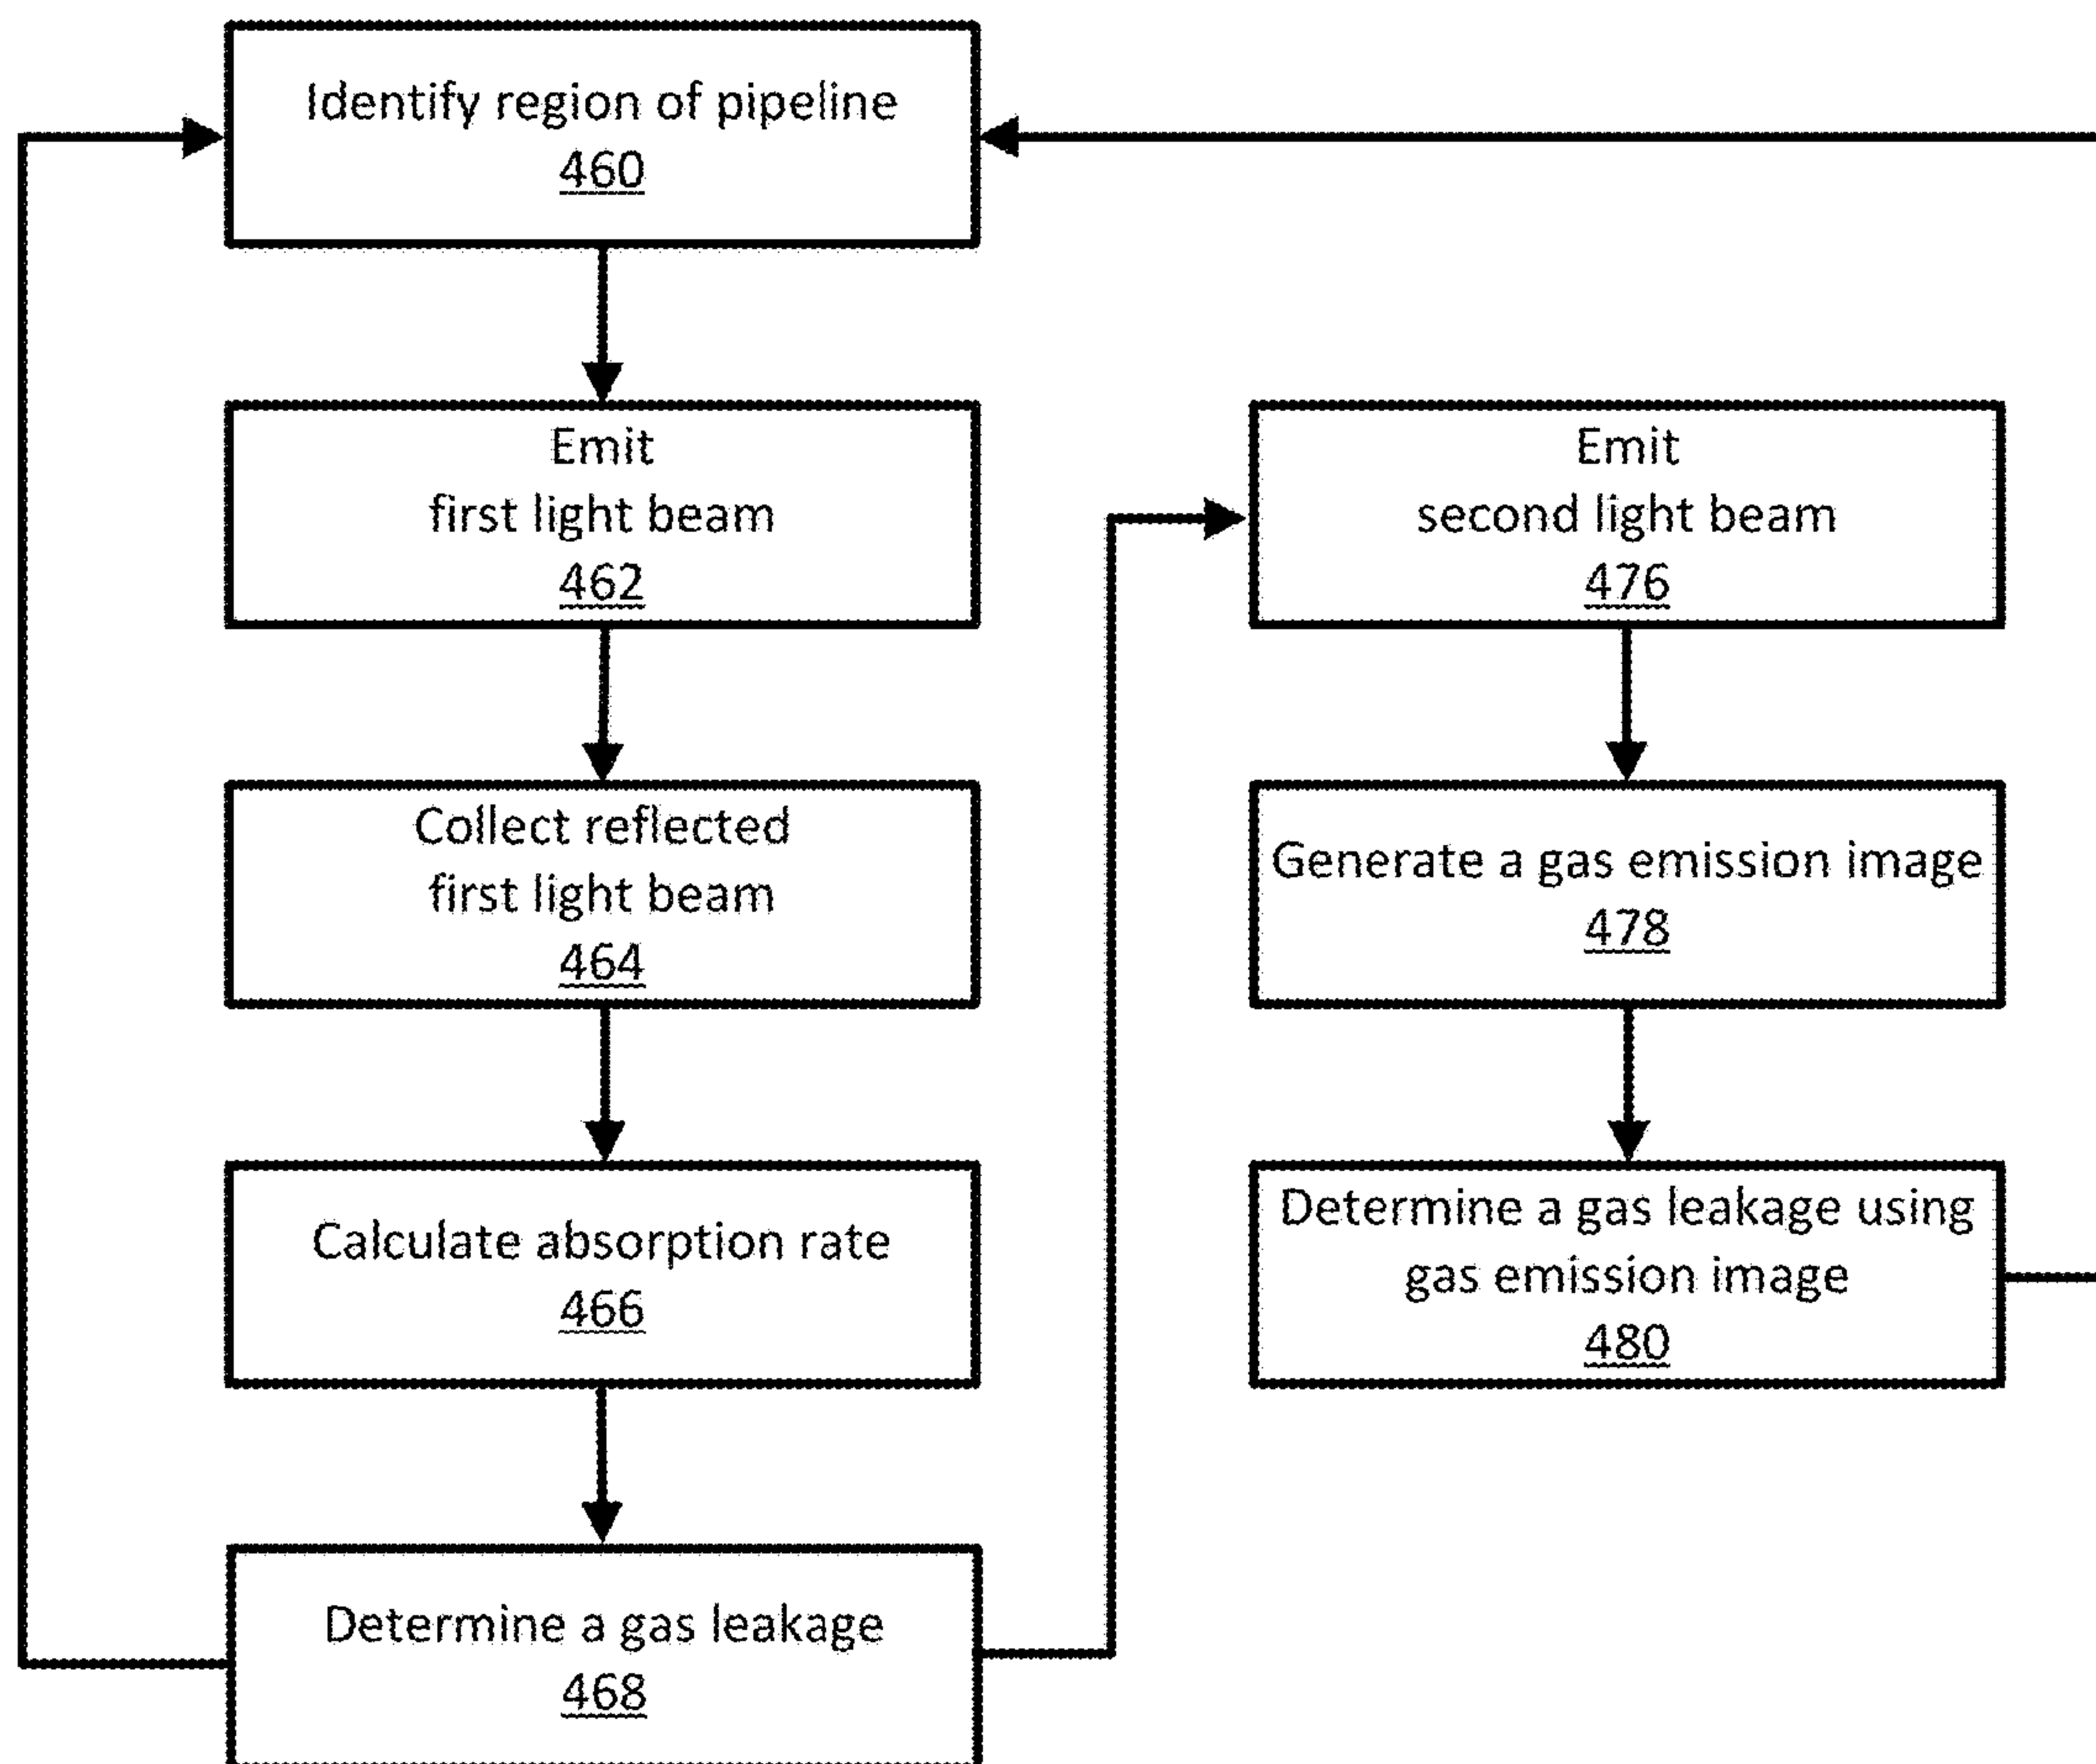 Identify region of pipeline
460
Emit
first light beam
462
Collect reflected
first light beam
464
Calculate absorption rate
466
Determine a gas leakage
468
Emit
second light beam
476
Generate a gas emission image
478
Determine a gas leakage using
gas emission image
480